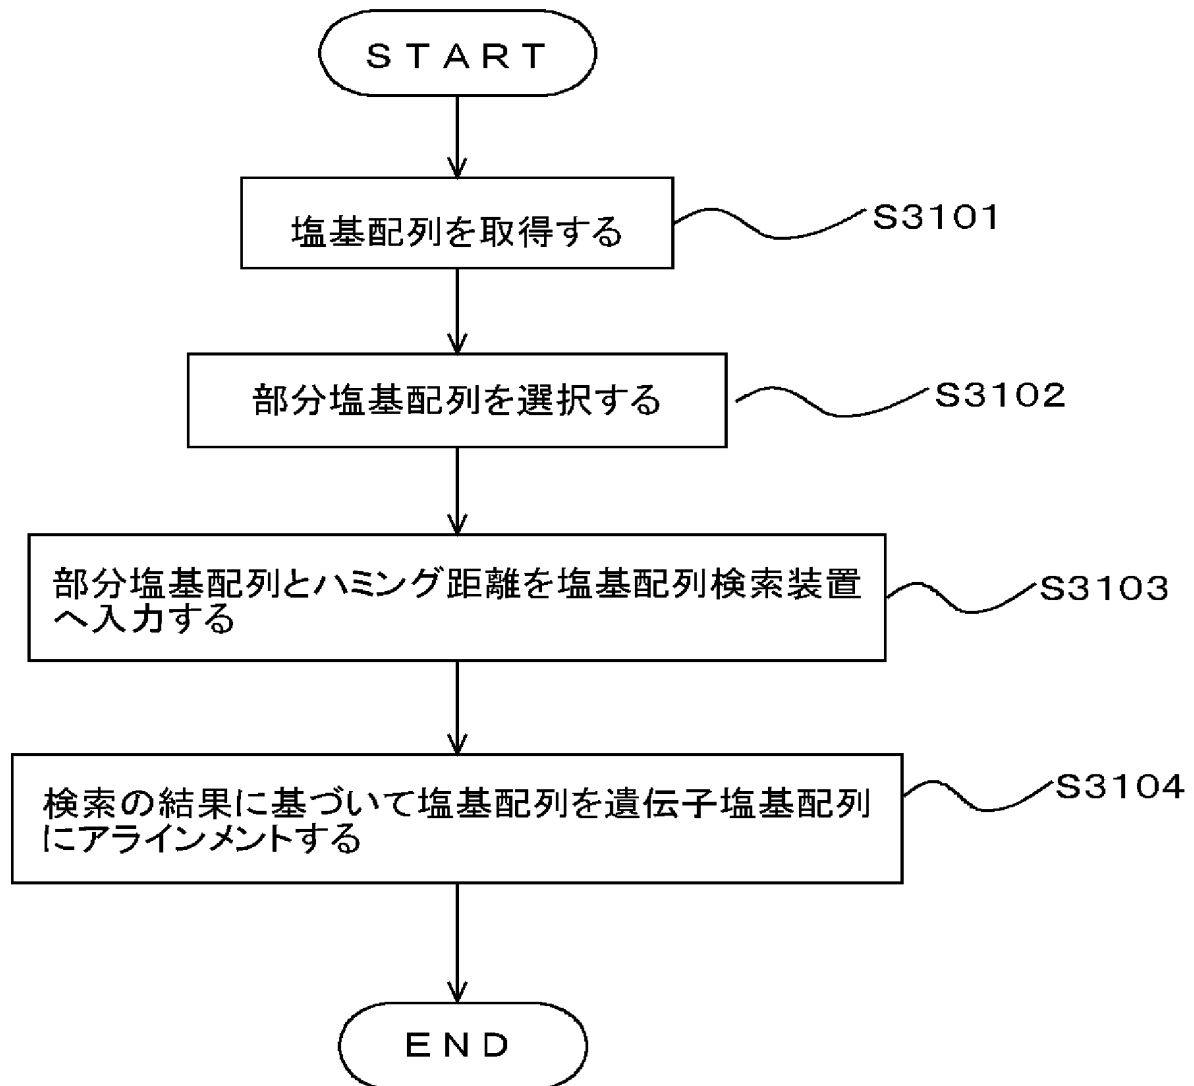 START
塩基配列を取得する
S3101
部分塩基配列を選択する
S3102
部分塩基配列とハミング距離を塩基配列検索装置
へ入力する
S3103
検索の結果に基づいて塩基配列を遺伝子塩基配列
にアラインメントする
S3104
END